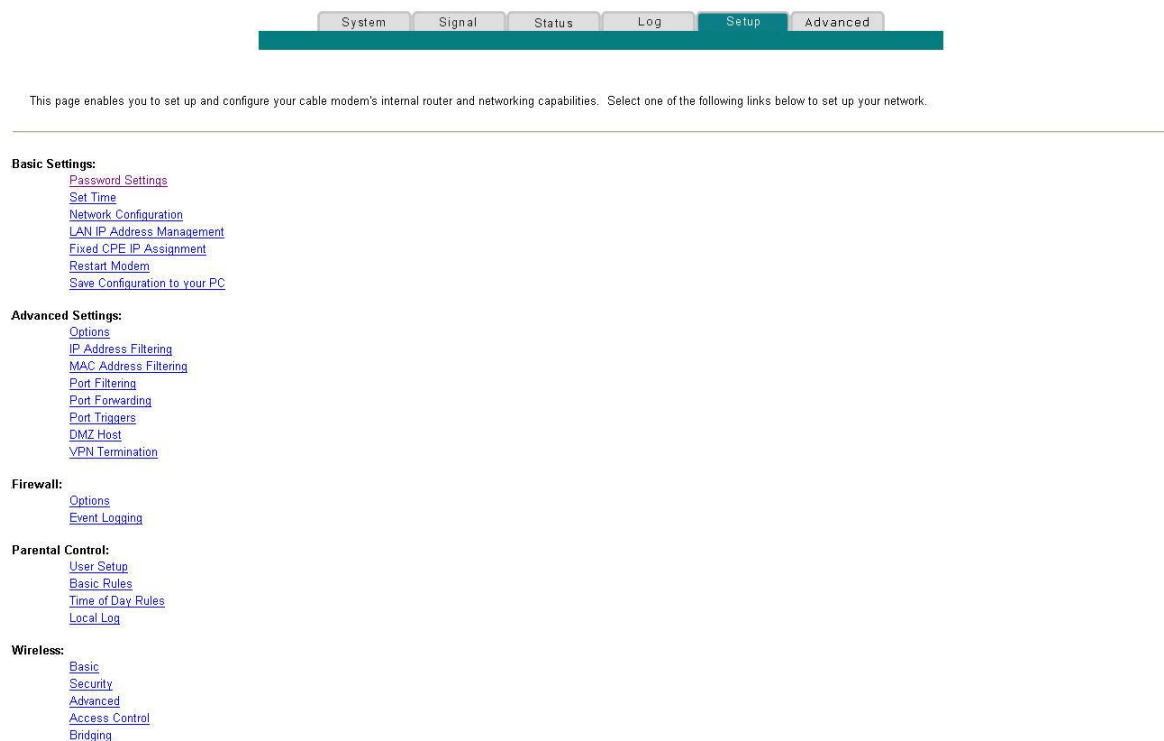 System Signal Status Log Setup Advanced
This page enables you to set up and configure your cable modem's internal router and networking capabilities. Select one of the following links below to set up your network.
Basic Settings:
Password Settings
Set Time
Network Configuration
LAN IP Address Management
Fixed CPE IP Assignment
Restart Modem
Save Configuration to your PC
Advanced Settings:
Options
IP Address Filtering
MAC Address Filtering
Port Filtering
Port Forwarding
Port Triggers
DMZ Host
VPN Termination
Firewall:
Options
Event Logging
Parental Control:
User Setup
Basic Rules
Time of Day Rules
Local Log
Wireless:
Basic
Security
Advanced
Access Control
Bridging